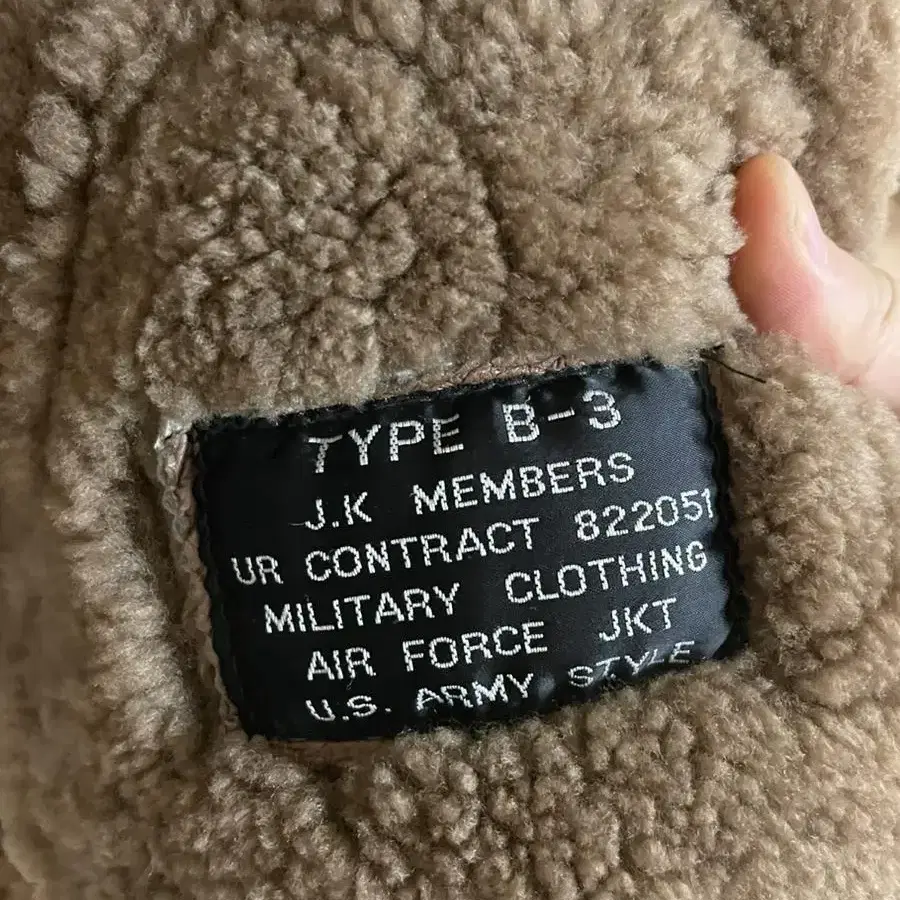 TYPE B-3
J.K MEMBERS
UR CONTRACT 822051
MILITARY CLOTHING
AIR FORCE JKT
U.S. ARMY STYLE